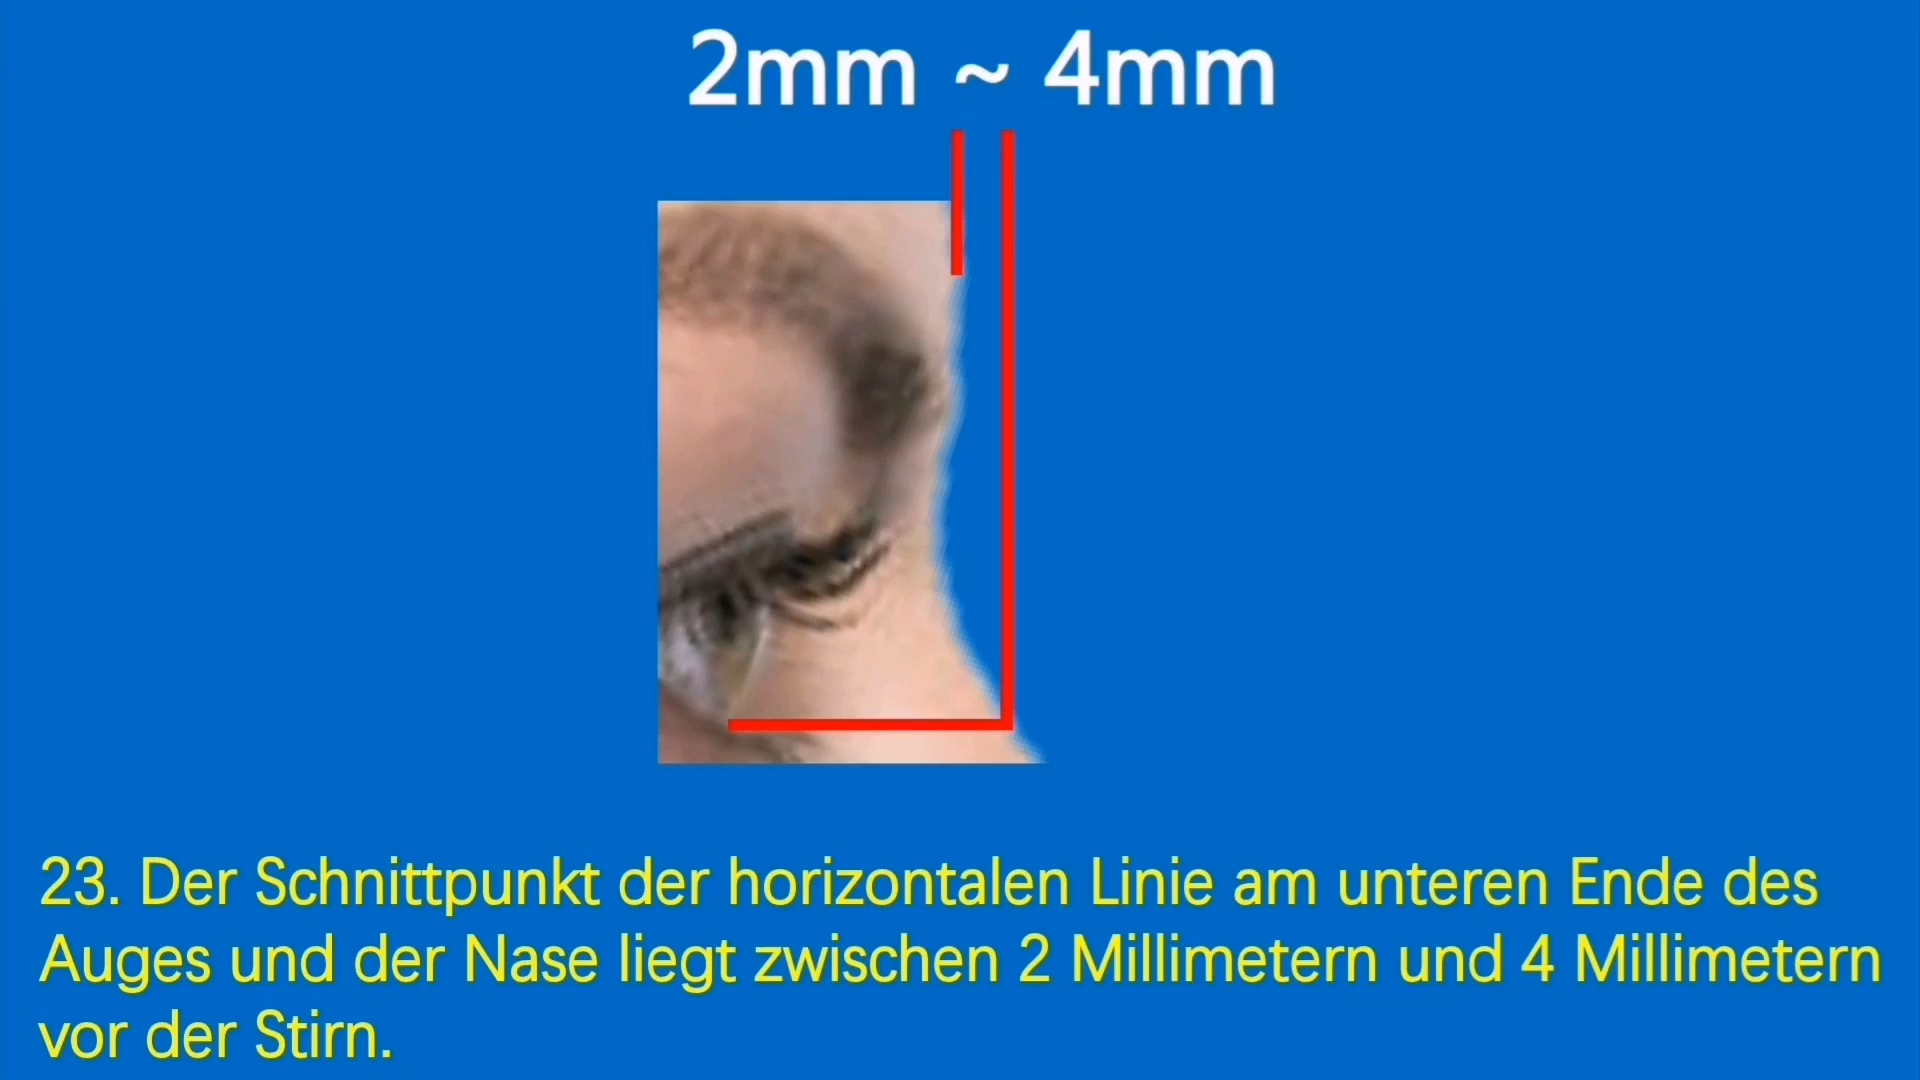 2mm ~ 4mm
23. Der Schnittpunkt der horizontalen Linie am unteren Ende des
Auges und der Nase liegt zwischen 2 Millimetern und 4 Millimetern
vor der Stirn.